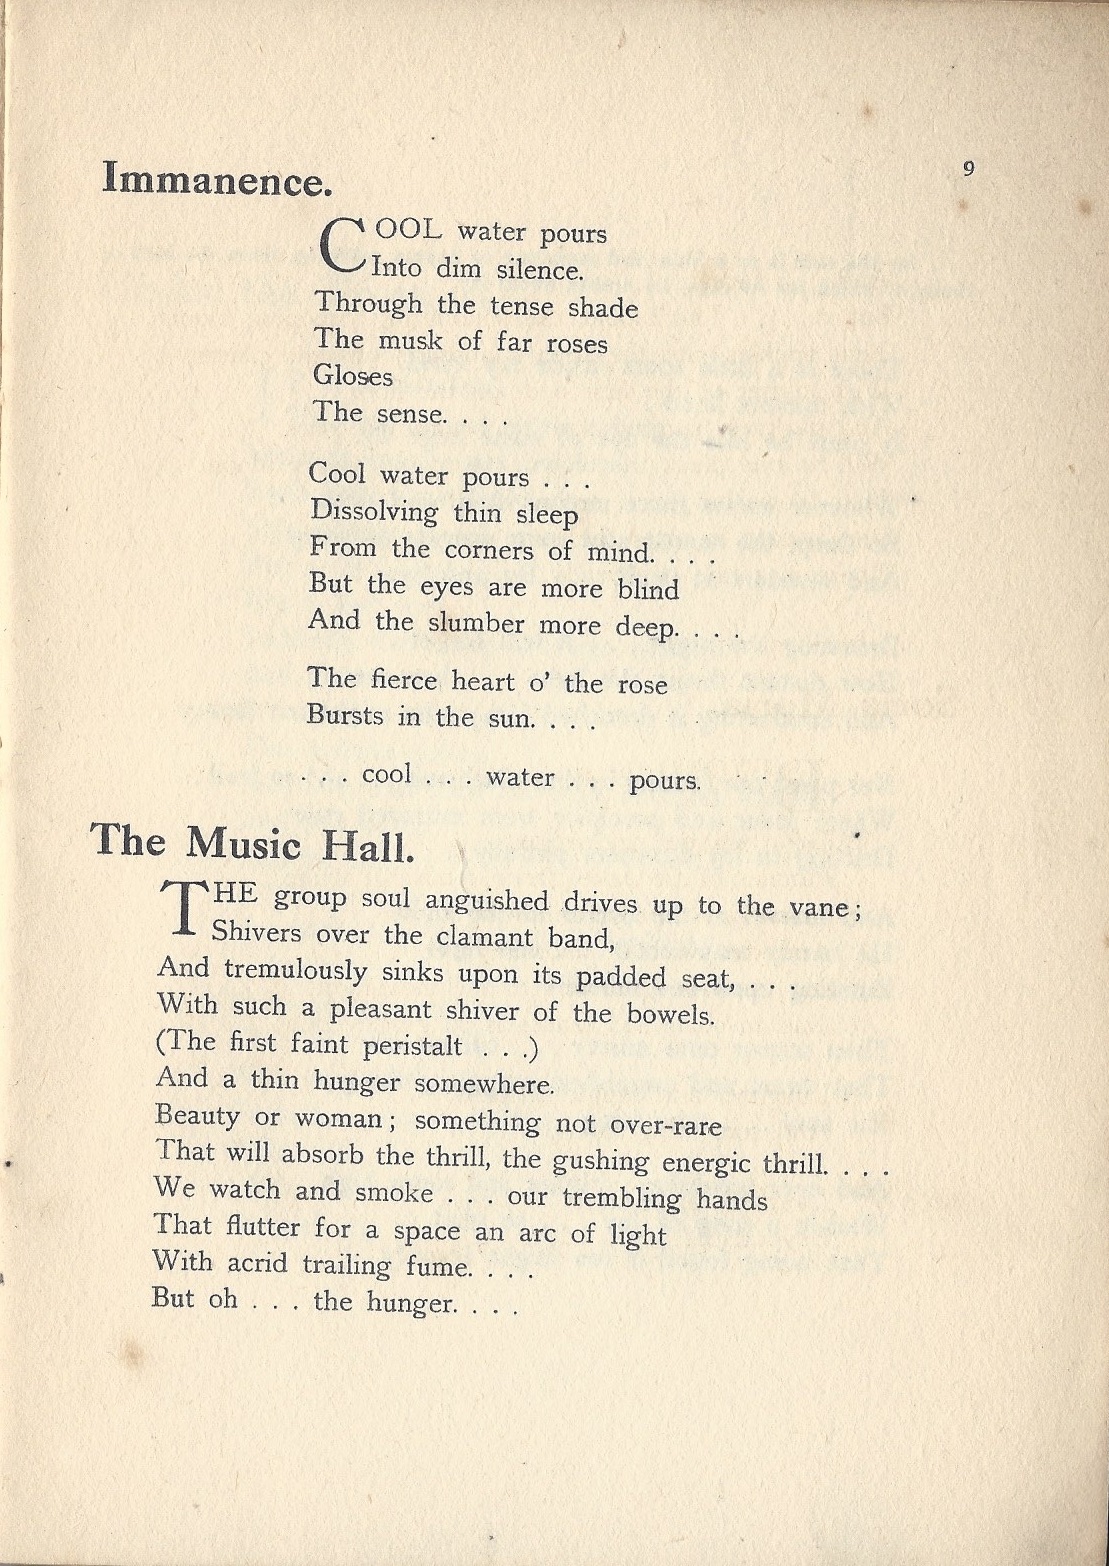 Immanence.
9
COOL water pours
Into dim silence.
Through the tense shade
The musk of far roses
Gloses
The sense. . . .
Cool water pours . . .
Dissolving thin sleep
From the corners of mind. . . .
But the eyes are more blind
And the slumber more deep. . . .
The fierce heart o' the rose
Bursts in the sun. . . .
. . . cool . . . water . . . pours.
The Music Hall.
THE group soul anguished drives up to the vane ;
Shivers over the clamant band,
And tremulously sinks upon its padded seat, . . .
With such a pleasant shiver of the bowels.
(The first faint peristalt . . .)
And a thin hunger somewhere.
Beauty or woman ; something not over-rare
That will absorb the thrill, the gushing energic thrill. . . .
We watch and smoke . . . our trembling hands
That flutter for a space an arc of light
With acrid trailing fume. . . .
But oh . . . the hunger. . . .